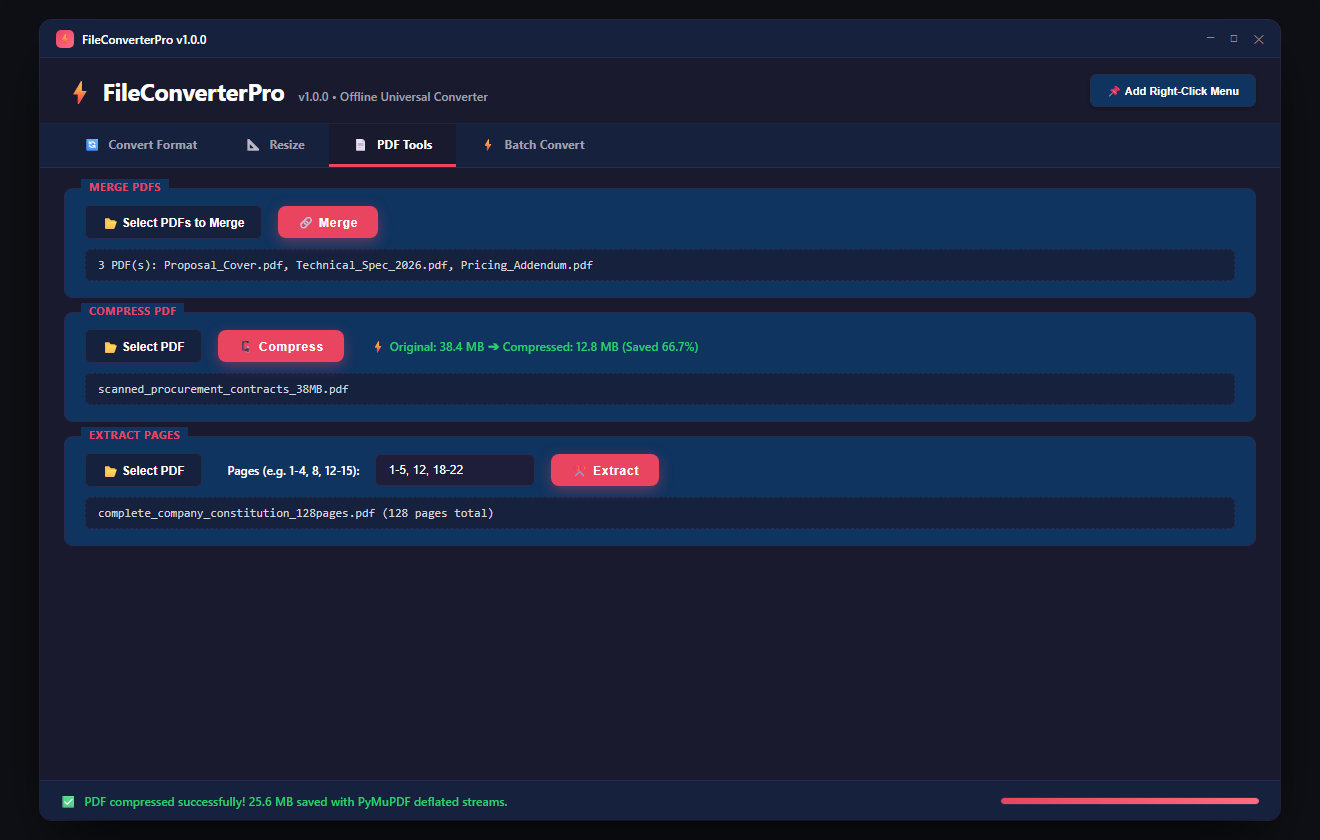 FileConverterPro v1.0.0
FileConverterPro v1.0.0 • Offline Universal Converter
Add Right-Click Menu
Convert Format Resize PDF Tools Batch Convert
MERGE PDFS
Select PDFs to Merge Merge
3 PDF(s): Proposal_Cover.pdf, Technical_Spec_2026.pdf, Pricing_Addendum.pdf
COMPRESS PDF
Select PDF Compress Original: 38.4 MB ➔ Compressed: 12.8 MB (Saved 66.7%)
scanned_procurement_contracts_38MB.pdf
EXTRACT PAGES
Select PDF Pages (e.g. 1-4, 8, 12-15): 1-5, 12, 18-22 Extract
complete_company_constitution_128pages.pdf (128 pages total)
PDF compressed successfully! 25.6 MB saved with PyMuPDF deflated streams.